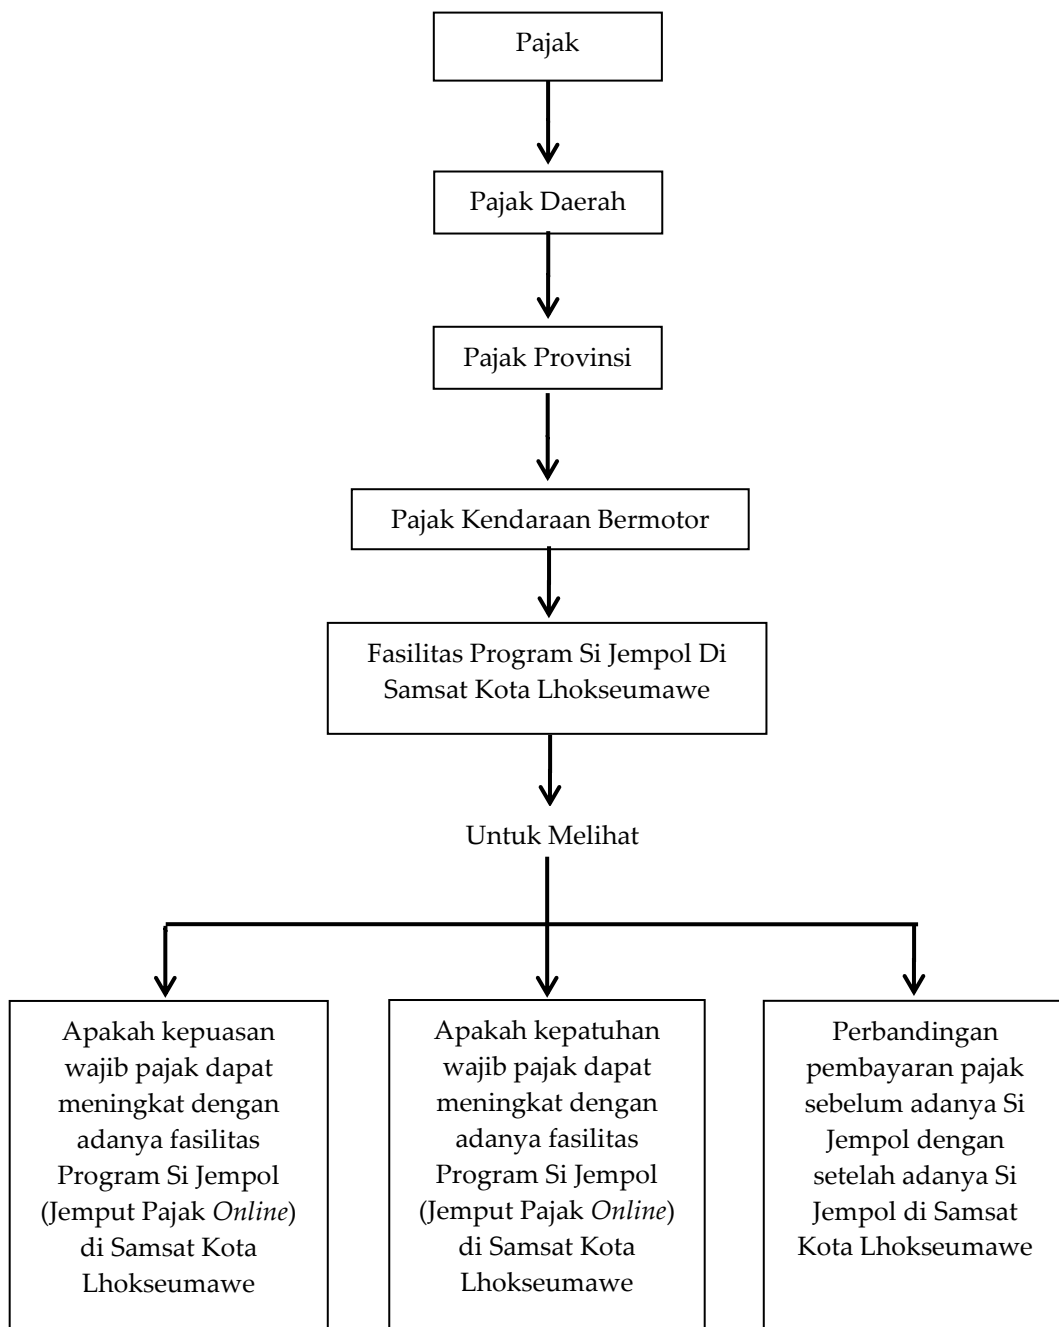 Pajak
Pajak Daerah
Pajak Provinsi
Pajak Kendaraan Bermotor
Fasilitas Program Si Jempol Di
Samsat Kota Lhokseumawe
Untuk Melihat
Apakah kepuasan
wajib pajak dapat
meningkat dengan
adanya fasilitas
Program Si Jempol
(Jemput Pajak Online)
di Samsat Kota
Lhokseumawe
Apakah kepatuhan
wajib pajak dapat
meningkat dengan
adanya fasilitas
Program Si Jempol
(Jemput Pajak Online)
di Samsat Kota
Lhokseumawe
Perbandingan
pembayaran pajak
sebelum adanya Si
Jempol dengan
setelah adanya Si
Jempol di Samsat
Kota Lhokseumawe